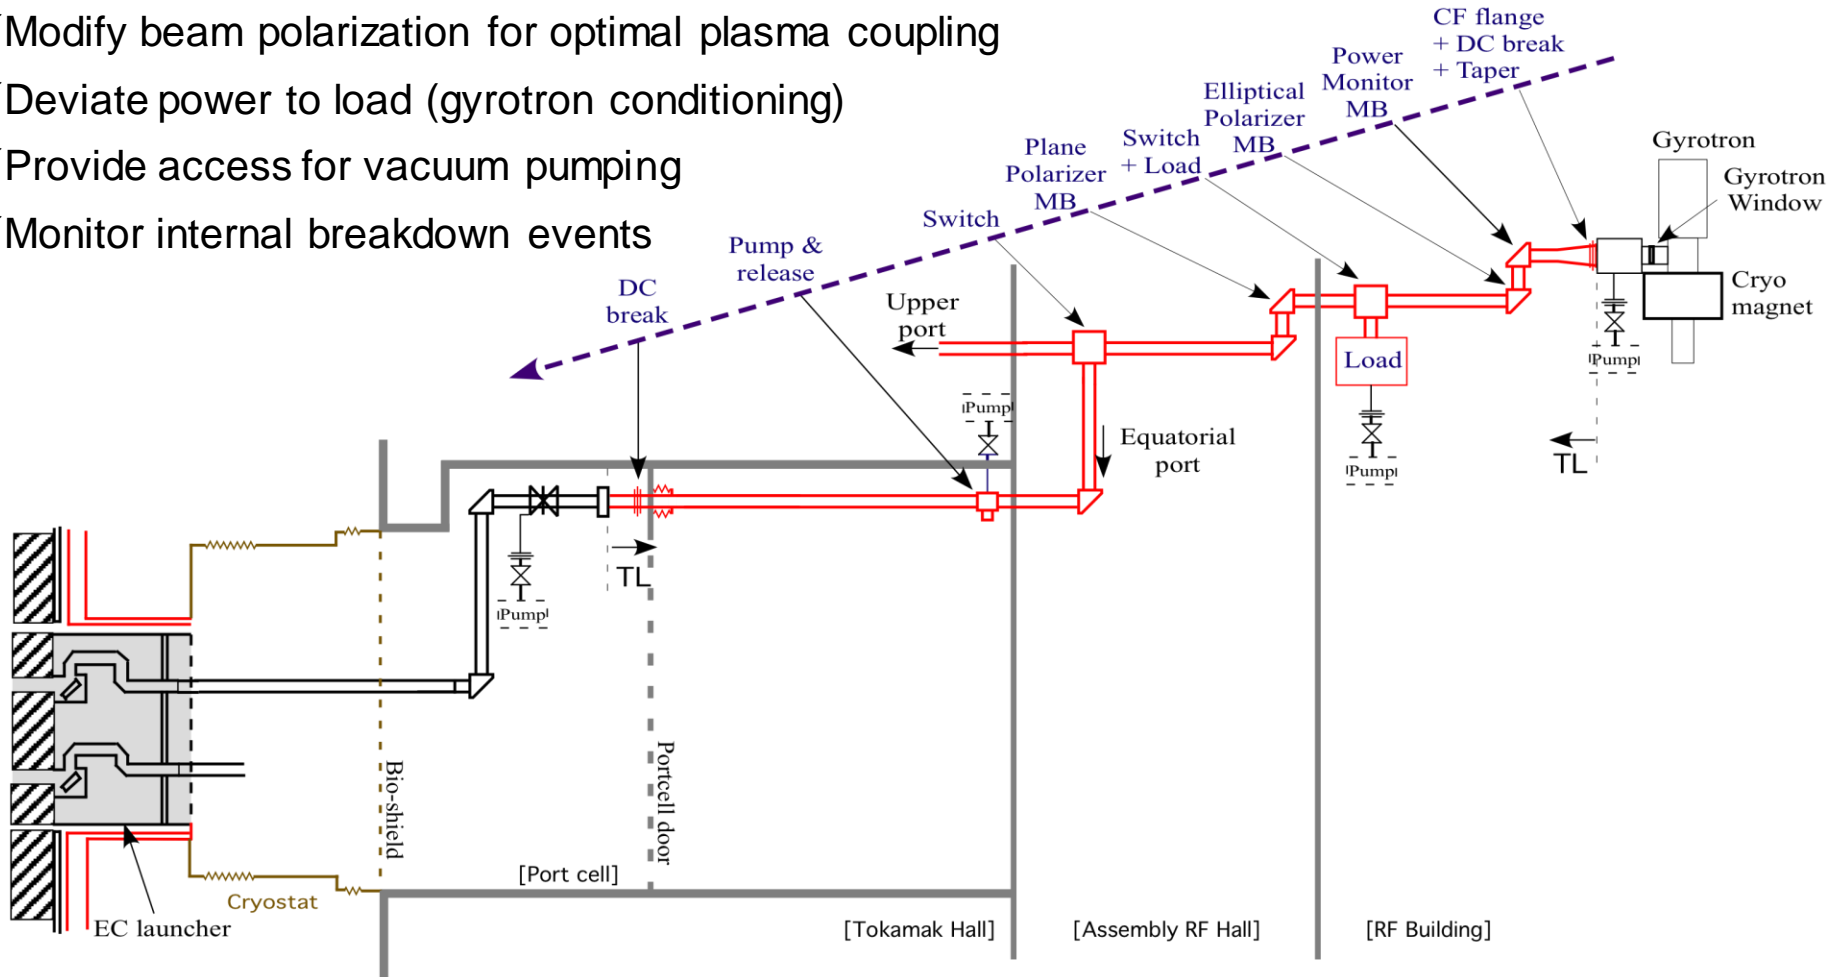 Modify beam polarization for optimal plasma coupling
Deviate power to load (gyrotron conditioning)
Provide access for vacuum pumping
Monitor internal breakdown events
CF flange
+ DC break
+ Taper
Power
Monitor
MB
Elliptical
Polarizer
MB
Switch
+ Load
Plane
Polarizer
MB
Switch
Pump &
release
DC
break
Gyrotron
Gyrotron
Window
Cryo
magnet
Upper
port
Load
Pump
Pump
Pump
Pump
Equatorial
port
TL
TL
Bio-shield
Portcell door
[Port cell]
Cryostat
EC launcher
[Tokamak Hall]
[Assembly RF Hall]
[RF Building]